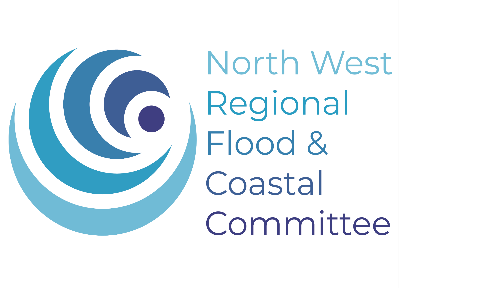 North West
Regional
Flood &
Coastal
Committee